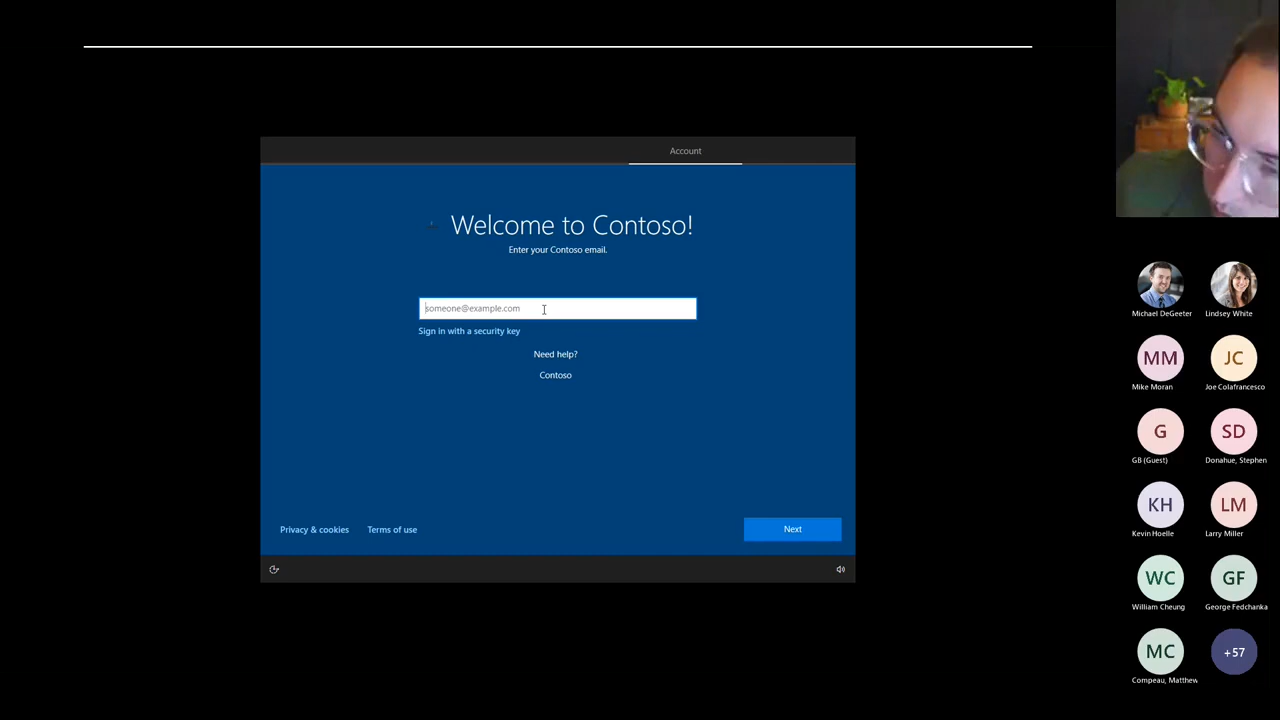 Account
Welcome to Contoso!
Enter your Contoso email.
someone@example.com
Sign in with a security key
Need help?
Contoso
Privacy & cookies
Terms of use
Next
Michael DeGeeter
Lindsey White
MM
JC
Mike Moran
Joe Colafrancesco
G
SD
GB (Guest)
Donahue, Stephen
KH
LM
Kevin Hoelle
Larry Miller
WC
GF
William Cheung
George Fedchanka
MC
+57
Compeau, Matthew